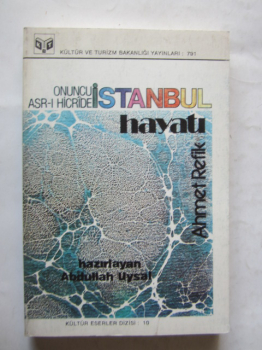 KÜLTÜR VE TURİZM BAKANLIĞI YAYINLARI : 791
ONUNCU
ASR-I HİCRİDE İSTANBUL
hayatı
Ahmet Refik
hazırlayan
Abdullah Uysal
KÜLTÜR ESERLERİ DİZİSİ : 10